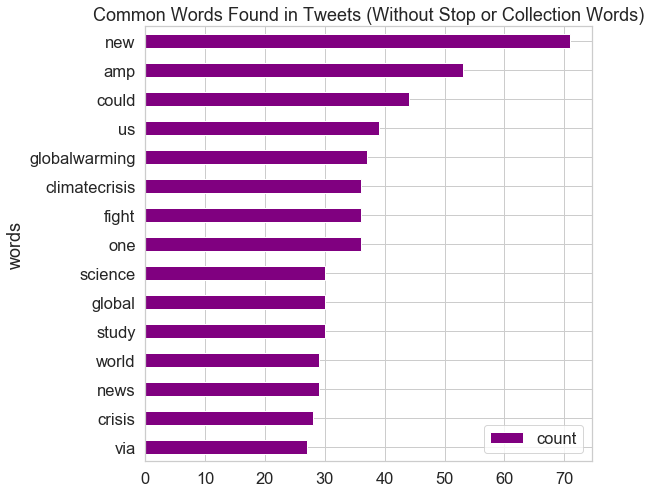 Common Words Found in Tweets (Without Stop or Collection Words)
new
amp
could
us
globalwarming
climatecrisis
fight
one
science
global
study
world
news
crisis
via
words
count
0 10 20 30 40 50 60 70